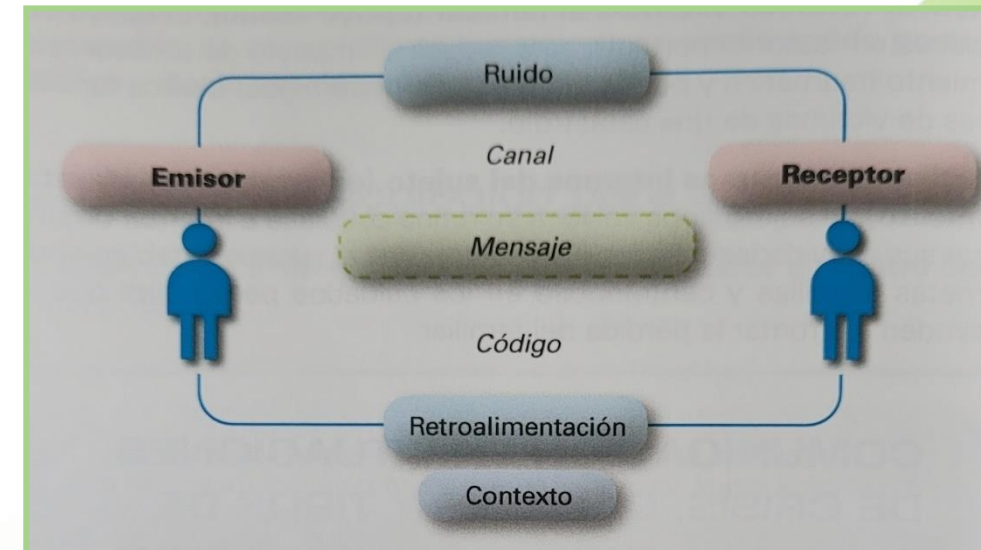 Ruido
Canal
Emisor
Receptor
Mensaje
Código
Retroalimentación
Contexto